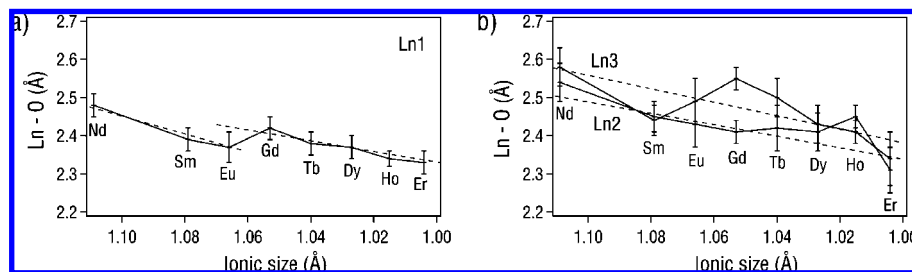 a)
2.7
2.6
2.5
2.4
2.3
2.2
Ln - O (Å)
Ln1
Nd
Sm
Eu
Gd
Tb
Dy
Ho
Er
1.10 1.08 1.06 1.04 1.02 1.00
Ionic size (Å)
b)
2.7
2.6
2.5
2.4
2.3
2.2
Ln - O (Å)
Ln3
Ln2
Nd
Sm
Eu
Gd
Tb
Dy
Ho
Er
1.10 1.08 1.06 1.04 1.02 1.00
Ionic size (Å)